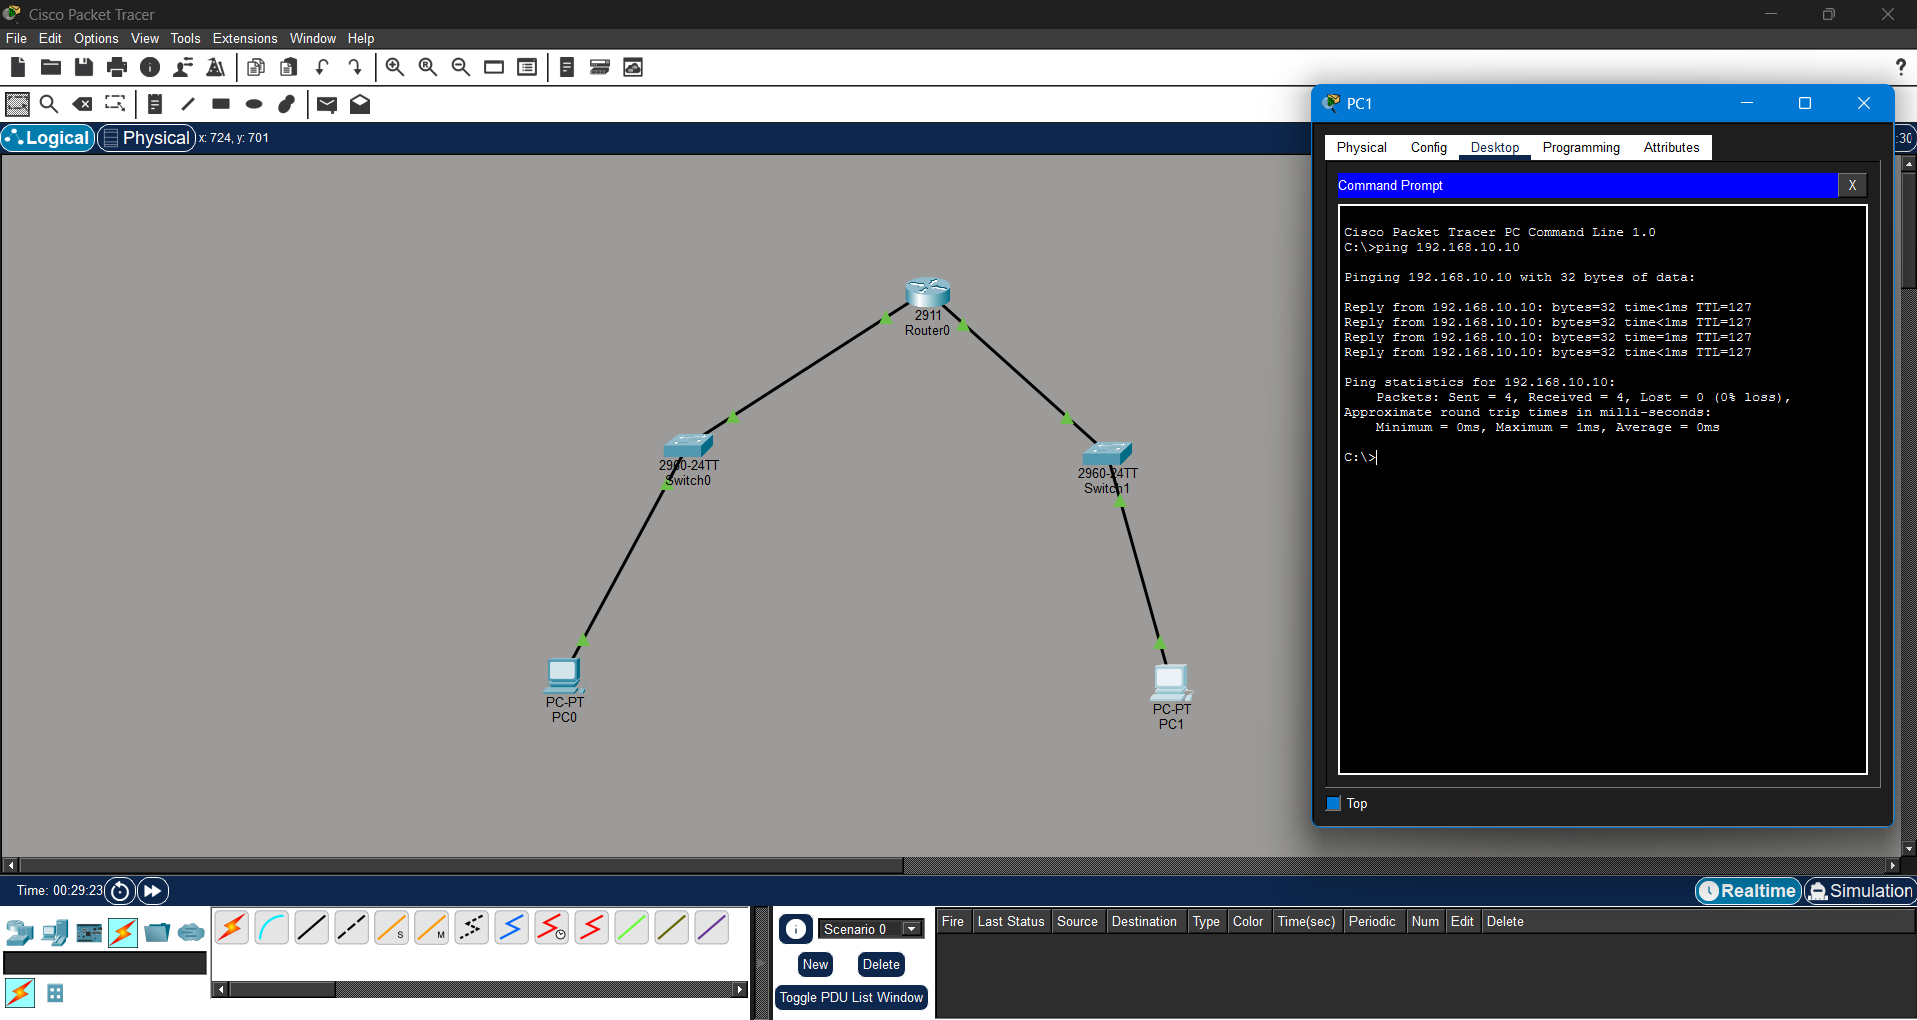 Cisco Packet Tracer
File Edit Options View Tools Extensions Window Help
?
Logical Physical x: 724, y: 701
:30
2911
Router0
2960-24TT
Switch0
2960-24TT
Switch1
PC-PT
PC0
PC-PT
PC1
PC1
Physical Config Desktop Programming Attributes
Command Prompt X
Cisco Packet Tracer PC Command Line 1.0
C:\>ping 192.168.10.10
Pinging 192.168.10.10 with 32 bytes of data:
Reply from 192.168.10.10: bytes=32 time<1ms TTL=127
Reply from 192.168.10.10: bytes=32 time<1ms TTL=127
Reply from 192.168.10.10: bytes=32 time=1ms TTL=127
Reply from 192.168.10.10: bytes=32 time<1ms TTL=127
Ping statistics for 192.168.10.10:
Packets: Sent = 4, Received = 4, Lost = 0 (0% loss),
Approximate round trip times in milli-seconds:
Minimum = 0ms, Maximum = 1ms, Average = 0ms
C:\>
Top
Time: 00:29:23
Realtime Simulation
S M
Scenario 0
New Delete
Toggle PDU List Window
Fire Last Status Source Destination Type Color Time(sec) Periodic Num Edit Delete